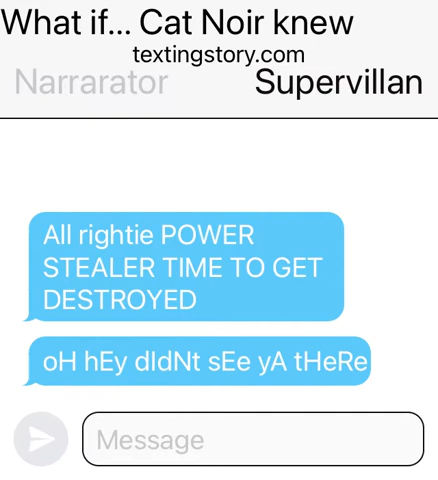 What if... Cat Noir knew
textingstory.com
Narrarator Supervillan
All rightie POWER
STEALER TIME TO GET
DESTROYED
oH hEy dIdNt sEe yA tHeRe
Message